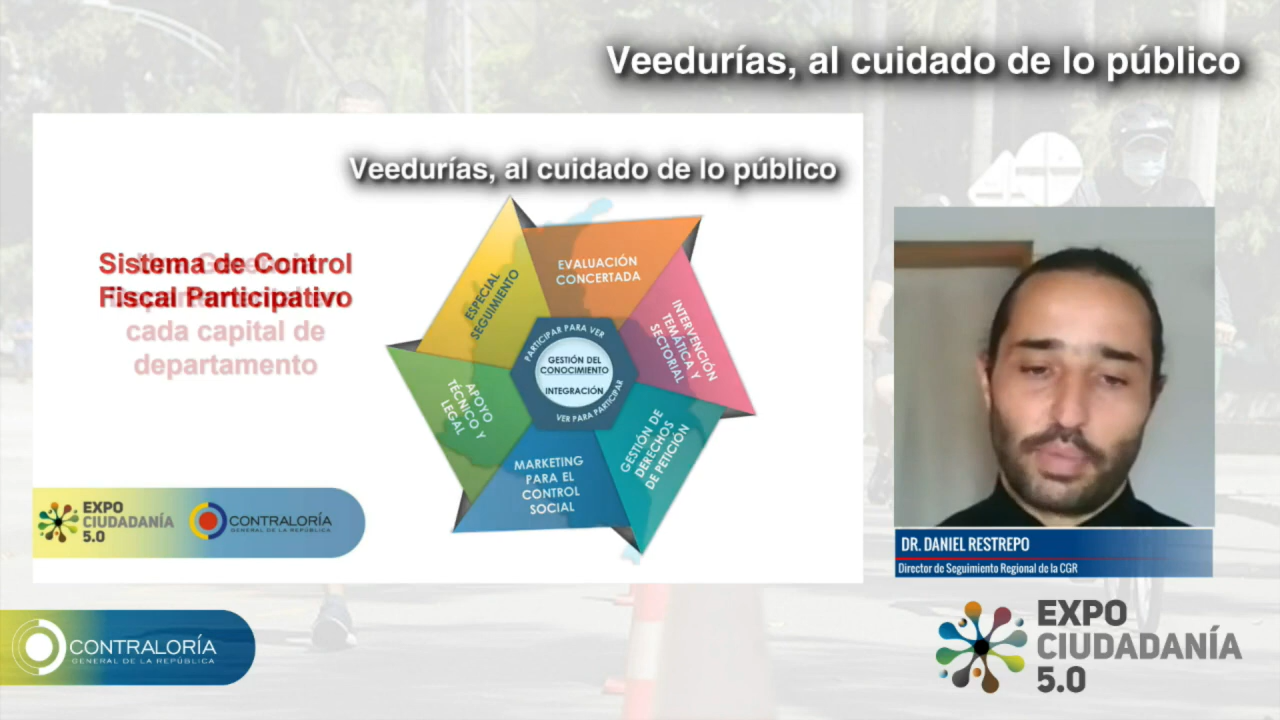 Veedurías, al cuidado de lo público
Veedurías, al cuidado de lo público
Sistema de Control
Fiscal Participativo
cada capital de
departamento
ESPECIAL
SEGUIMIENTO
EVALUACIÓN
CONCERTADA
INTERVENCIÓN
TEMÁTICA Y
SECTORIAL
GESTIÓN DE
DERECHOS
DE PETICIÓN
MARKETING
PARA EL
CONTROL
SOCIAL
APOYO
TÉCNICO Y
LEGAL
PARTICIPAR PARA VER
GESTIÓN DEL
CONOCIMIENTO
INTEGRACIÓN
VER PARA PARTICIPAR
EXPO
CIUDADANÍA
5.0
CONTRALORÍA
GENERAL DE LA REPÚBLICA
DR. DANIEL RESTREPO
Director de Seguimiento Regional de la CGR
CONTRALORÍA
GENERAL DE LA REPÚBLICA
EXPO
CIUDADANÍA
5.0